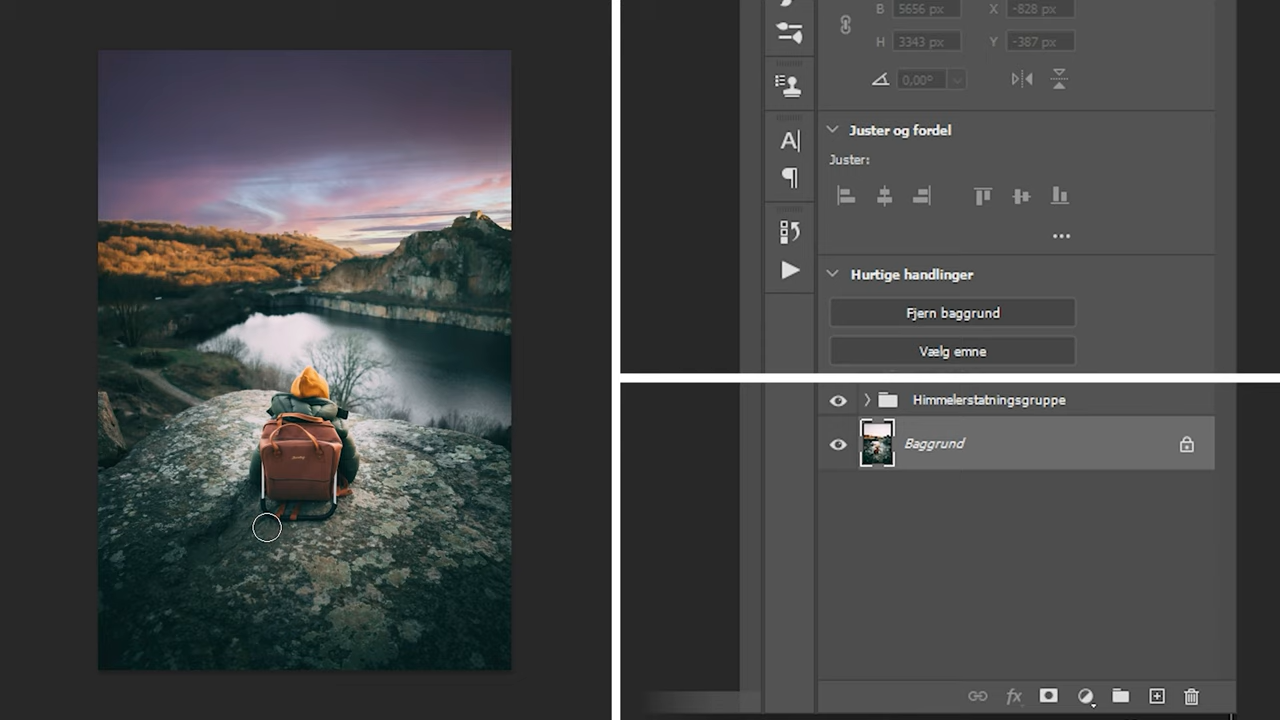 B 5656 px X -828 px
H 3343 px Y -387 px
0,00°
Juster og fordel
Juster:
Hurtige handlinger
Fjern baggrund
Vælg emne
Himmelerstatningsgruppe
Baggrund
fx